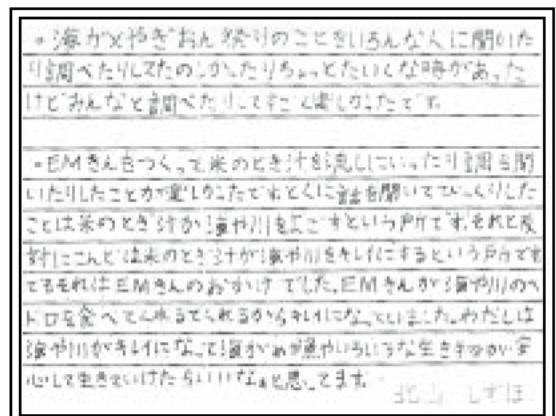 ・海ガメやぎおん祭りのことをいろんな人に聞いた
り調べたりしてたのしかったりちょっとたいくつな時があった
けどみんなと調べたりしてすごく楽しかったです。
・EMきんをつくって米のとぎ汁を流しにいったり話を聞
いたりしたことが楽しかったですとくに話を聞いてびっくりした
ことは米のとぎ汁が海や川をよごすという所です。それと反
対にこんどは米のとぎ汁が海や川をキレイにするという所です
でもそれはEMきんのおかげでした。EMきんが海や川のヘ
ドロを食べてくれるからキレイになっていました。わたしは
海や川がキレイになって海がめが魚やいろいろな生き物が安
心して生きていけたらいいなぁと思ってます。